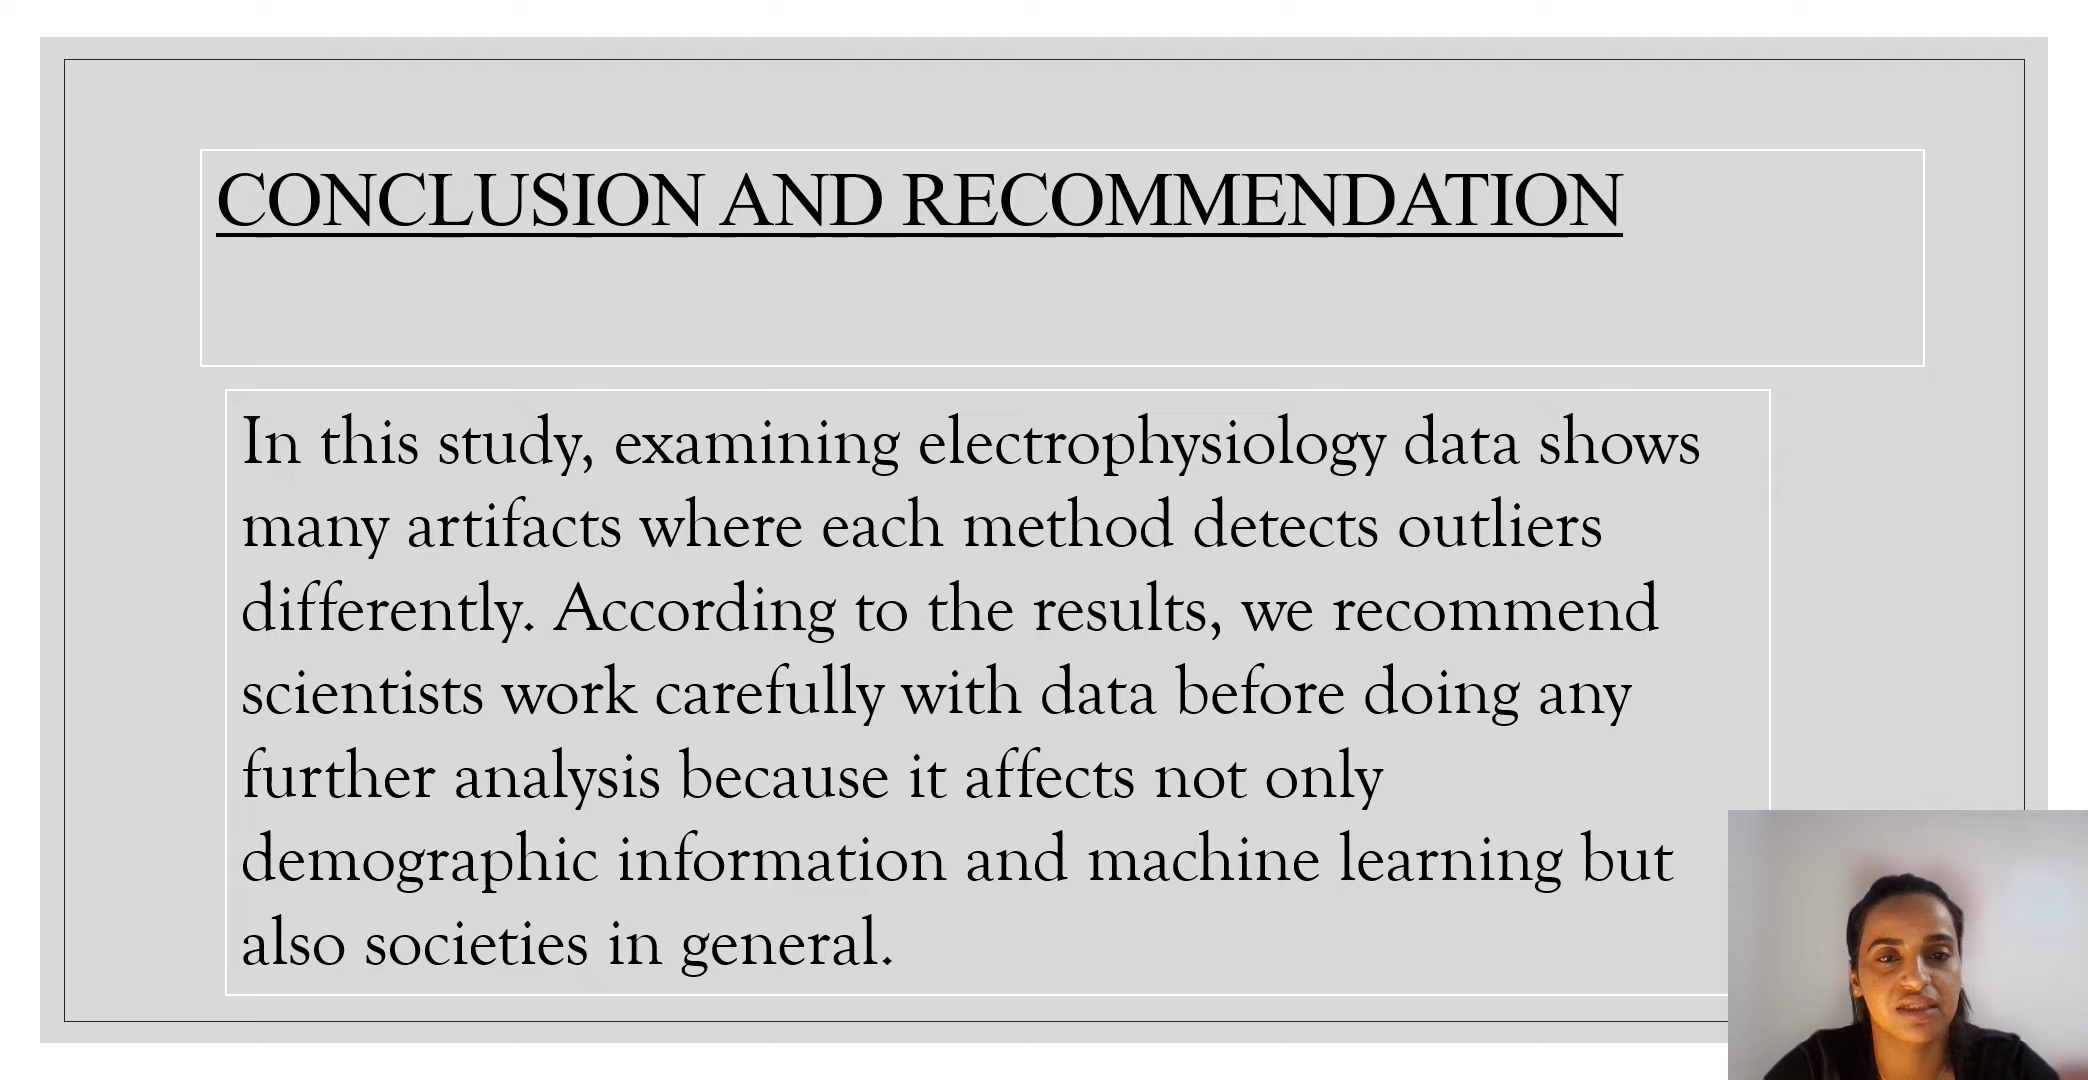 CONCLUSION AND RECOMMENDATION
In this study, examining electrophysiology data shows
many artifacts where each method detects outliers
differently. According to the results, we recommend
scientists work carefully with data before doing any
further analysis because it affects not only
demographic information and machine learning but
also societies in general.